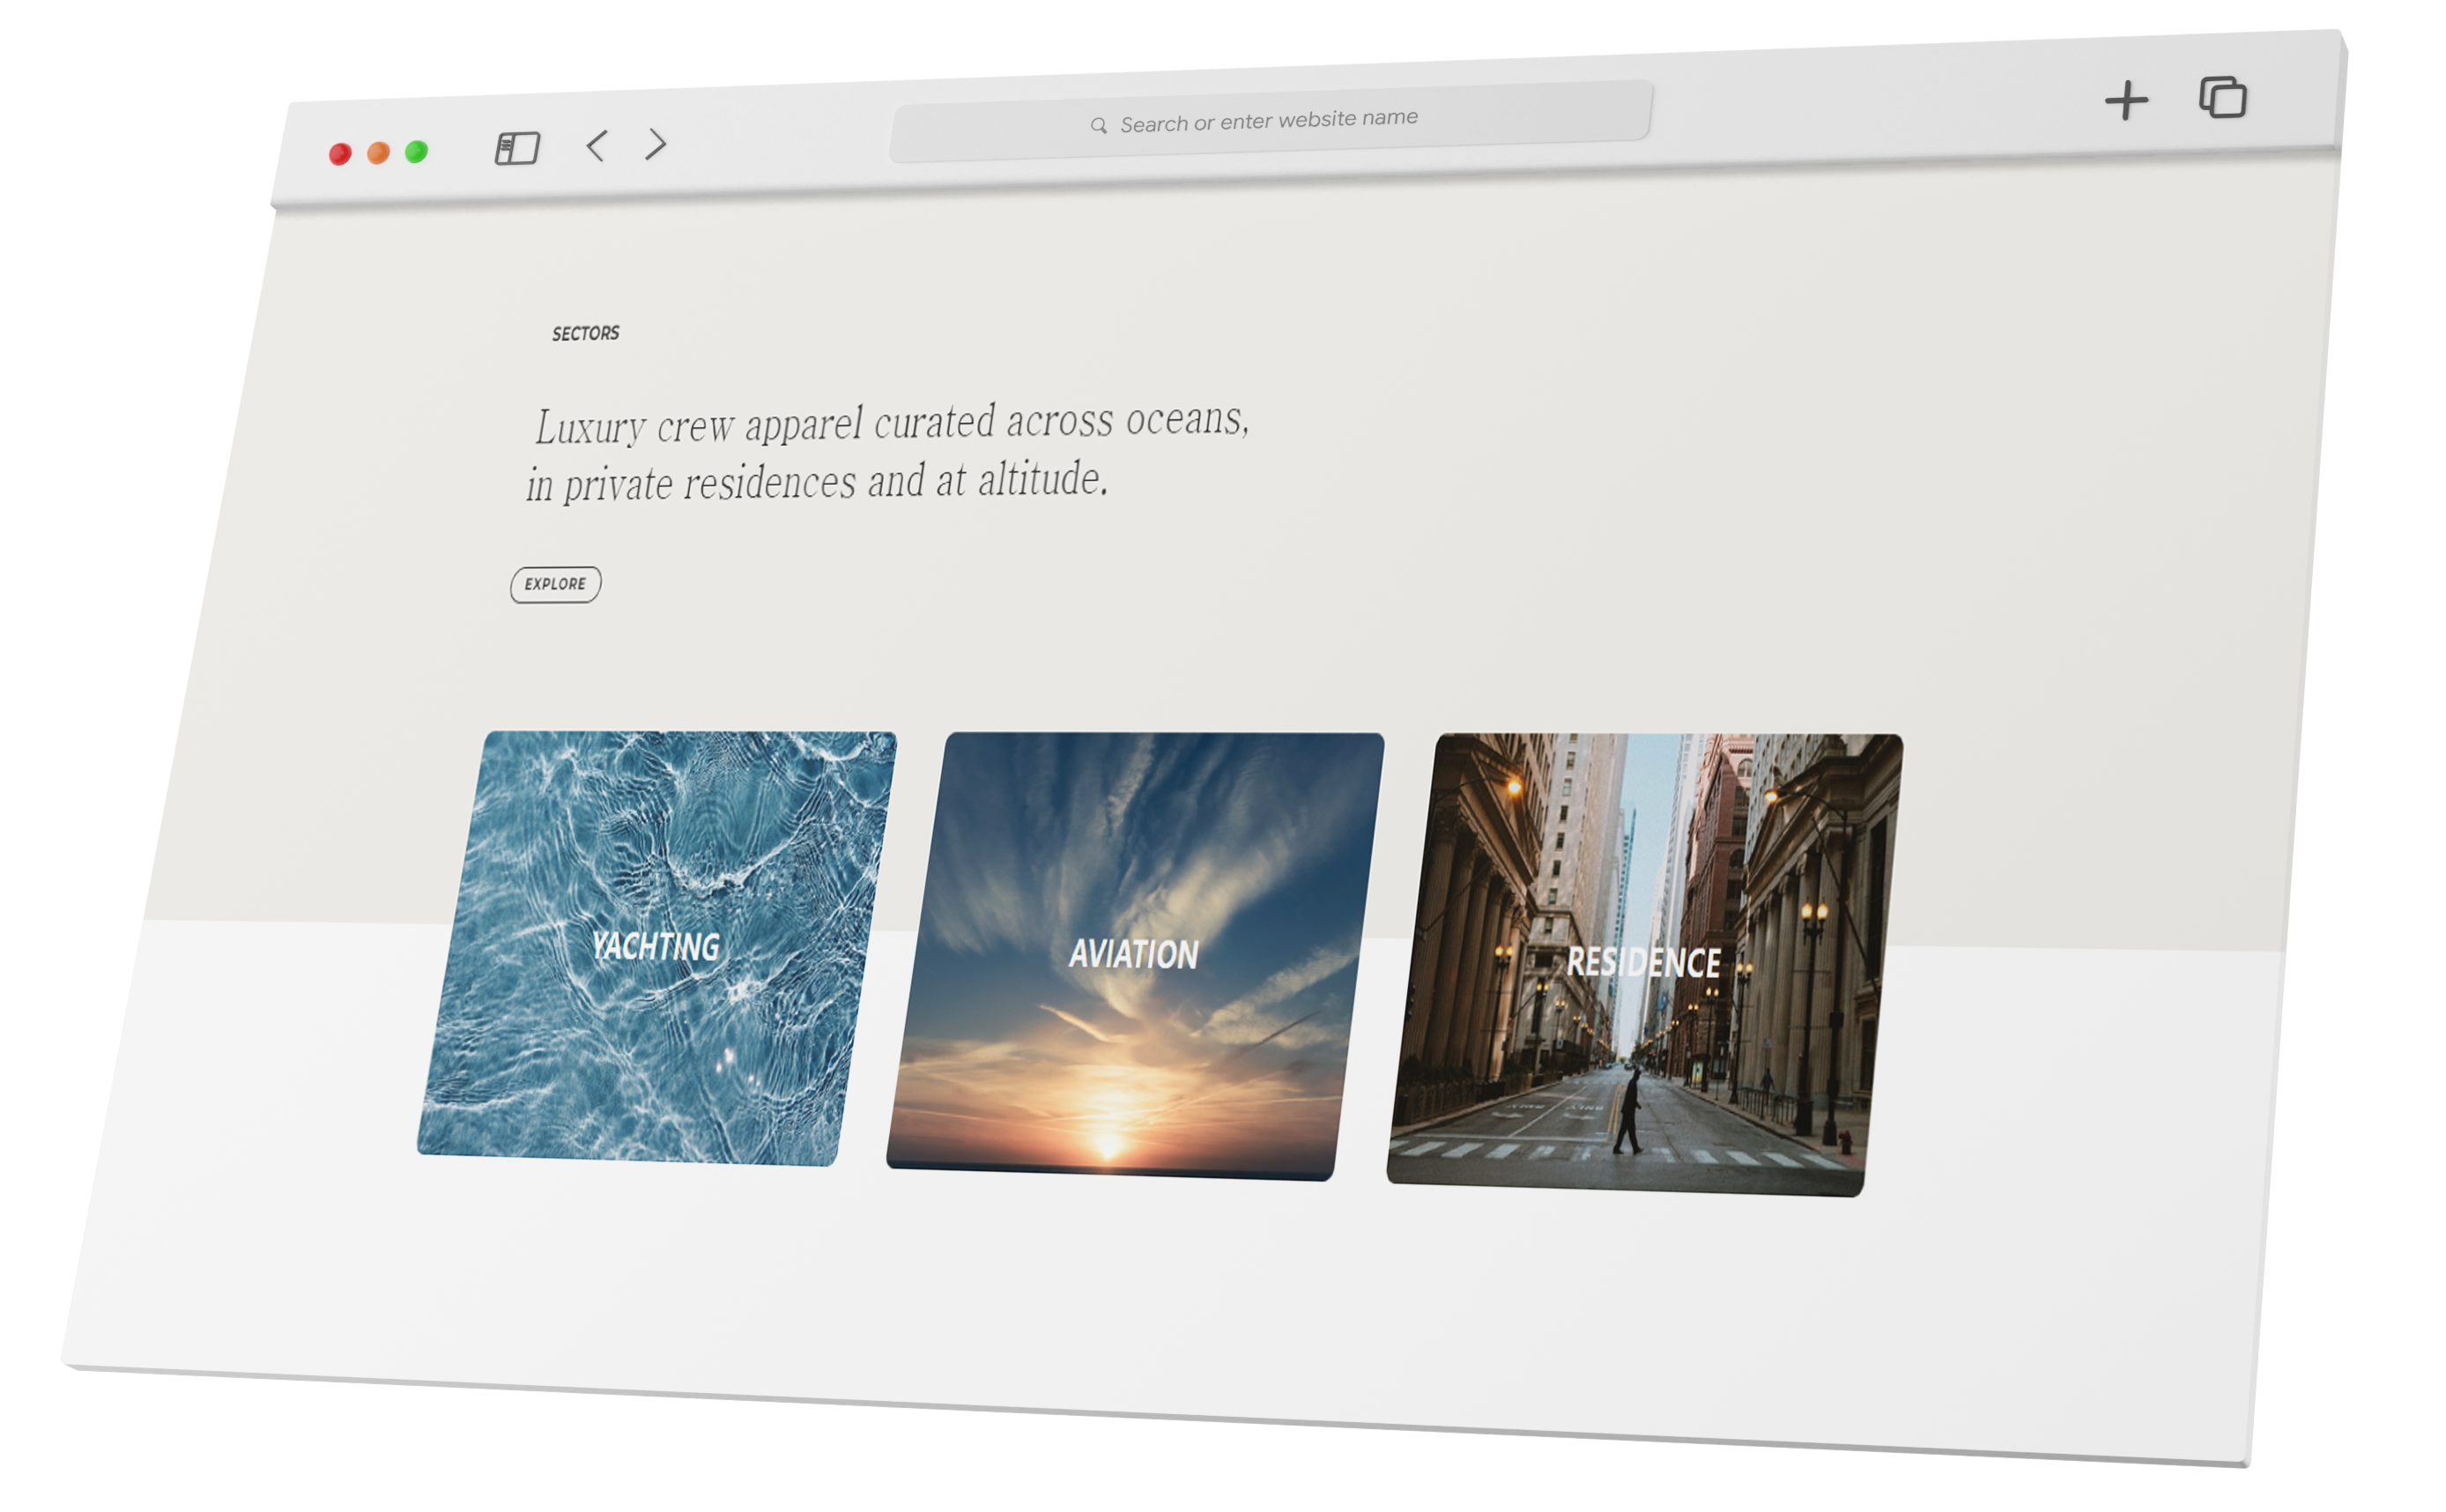 Search or enter website name
SECTORS
Luxury crew apparel curated across oceans,
in private residences and at altitude.
EXPLORE
YACHTING
AVIATION
RESIDENCE